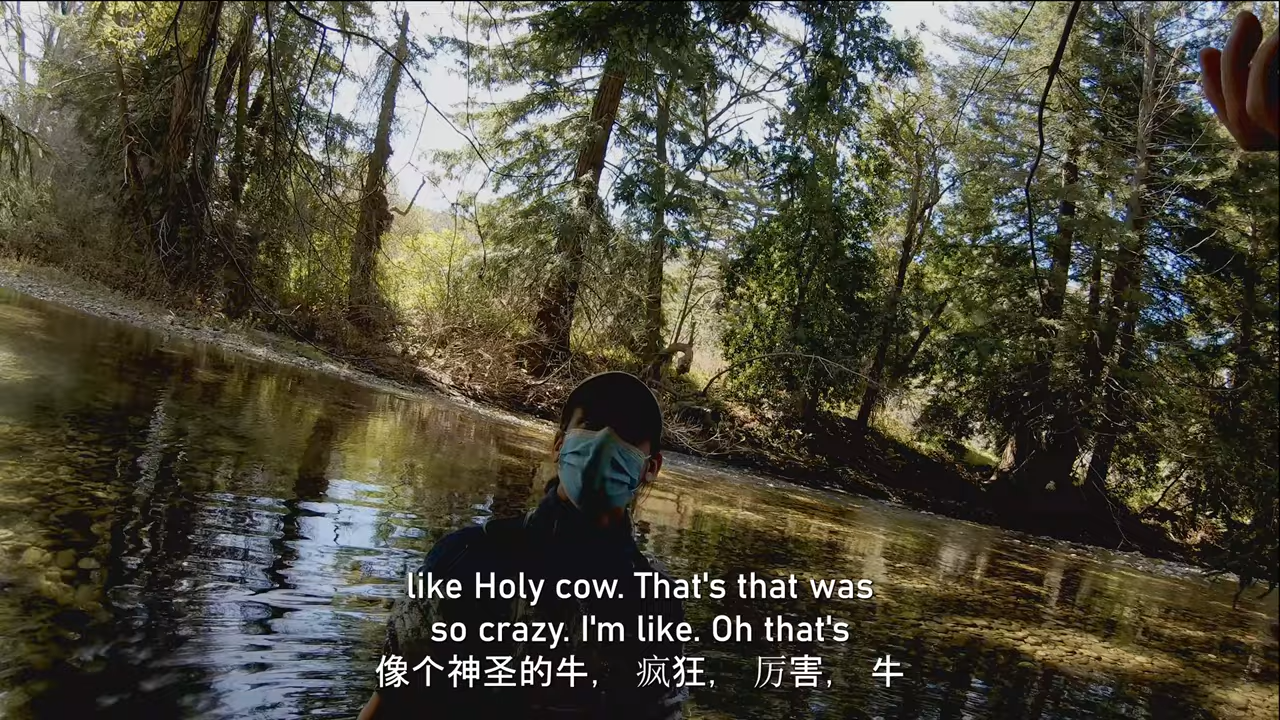 like Holy cow. That's that was
so crazy. I'm like. Oh that's
像个神圣的牛， 疯狂， 厉害， 牛